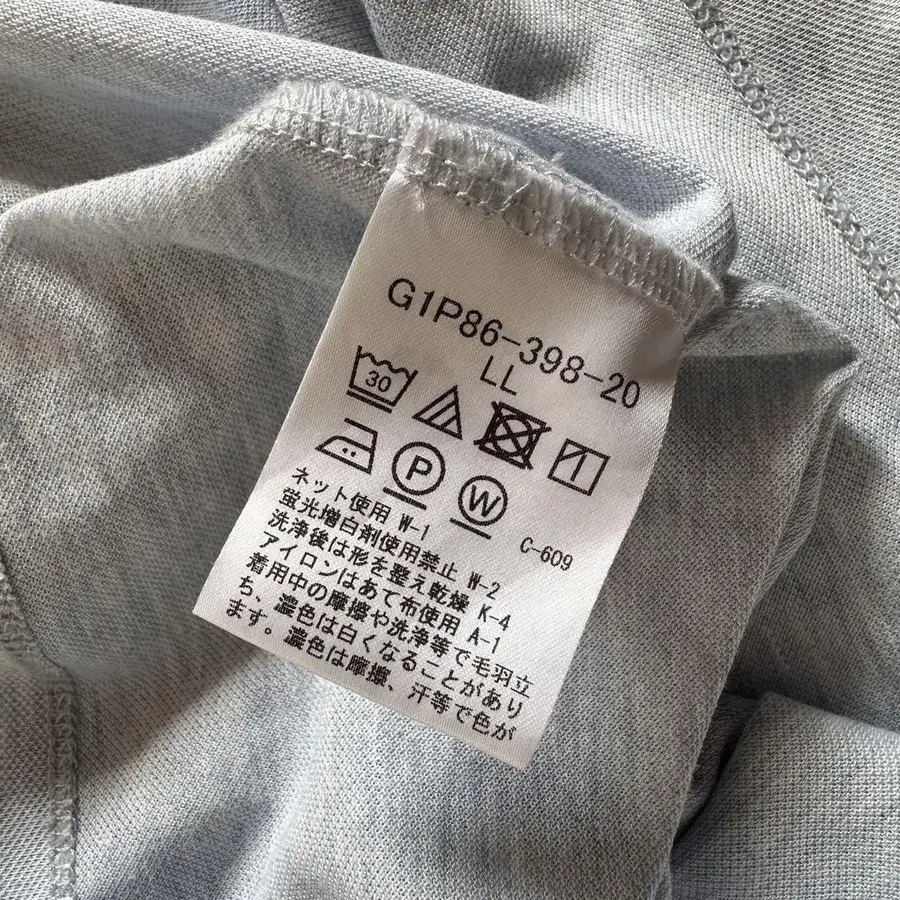 G1P86-398-20
LL
30
P W
C-609
ネット使用 W-1
蛍光増白剤使用禁止 W-2
洗浄後は形を整え乾燥 K-4
アイロンはあて布使用 A-1
着用中の摩擦や洗浄等で毛羽立
ち、濃色は白くなることがあり
ます。濃色は摩擦、汗等で色が